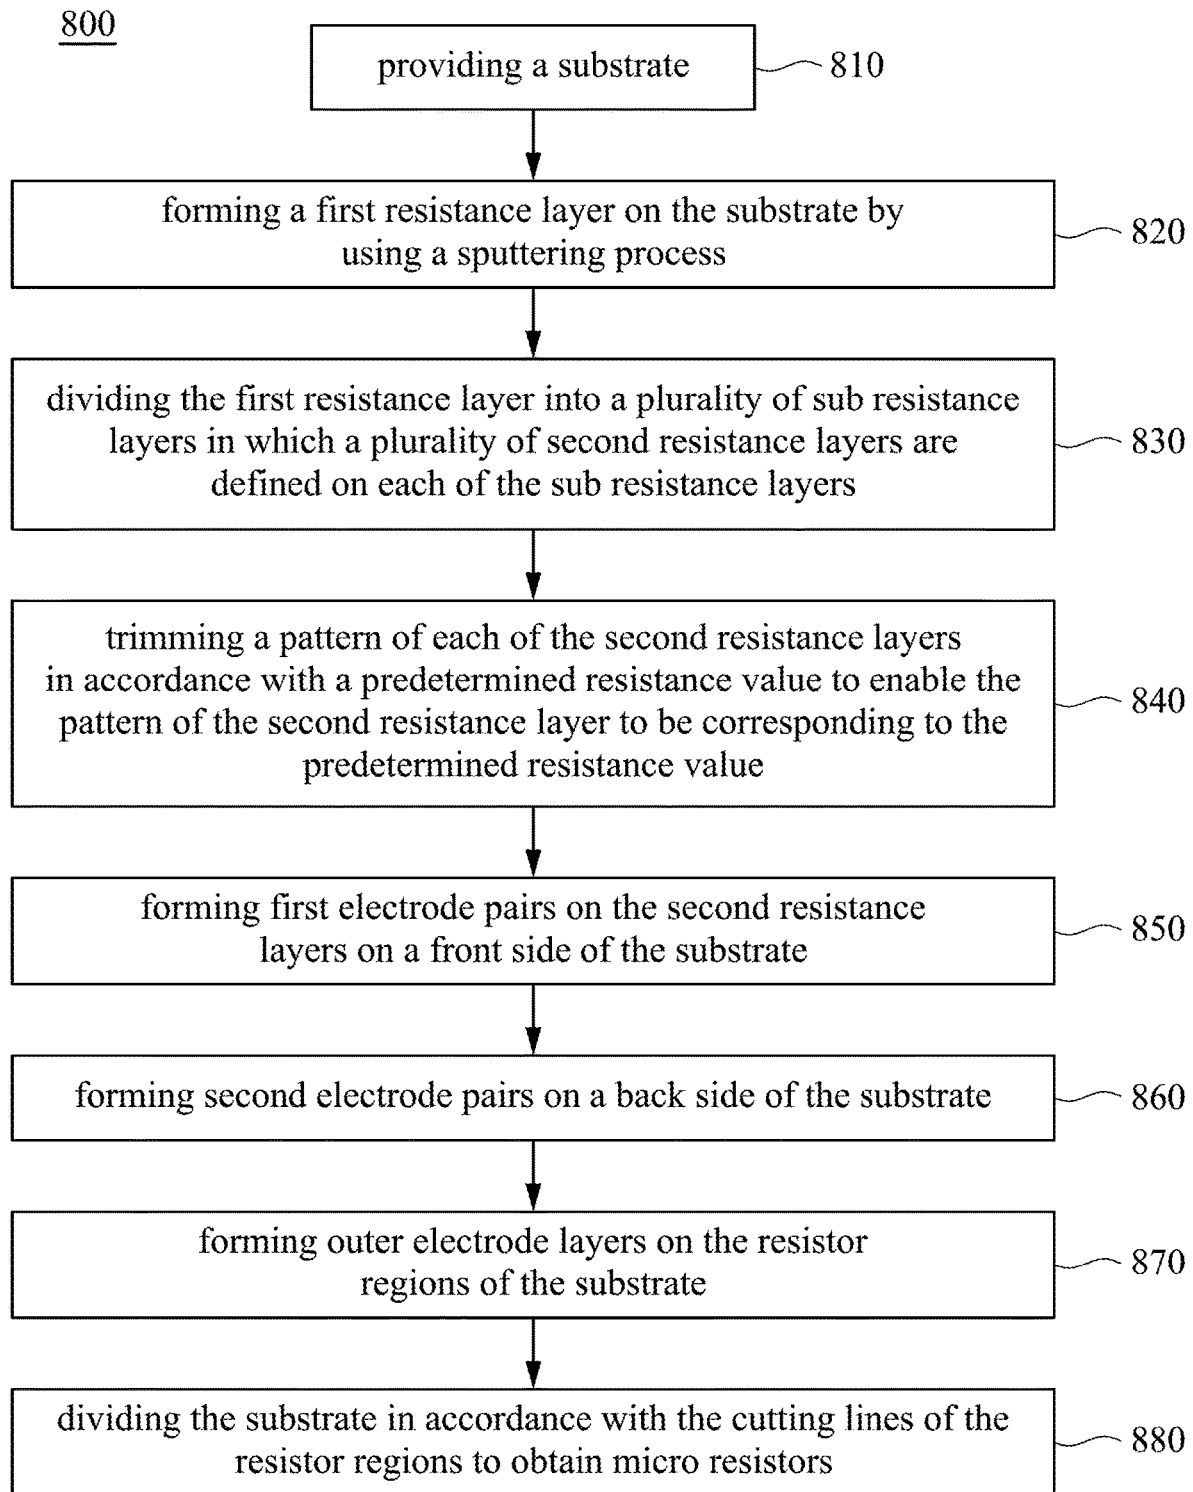 800
providing a substrate
810
forming a first resistance layer on the substrate by
using a sputtering process
820
dividing the first resistance layer into a plurality of sub resistance
layers in which a plurality of second resistance layers are
defined on each of the sub resistance layers
830
trimming a pattern of each of the second resistance layers
in accordance with a predetermined resistance value to enable the
pattern of the second resistance layer to be corresponding to the
predetermined resistance value
840
forming first electrode pairs on the second resistance
layers on a front side of the substrate
850
forming second electrode pairs on a back side of the substrate
860
forming outer electrode layers on the resistor
regions of the substrate
870
dividing the substrate in accordance with the cutting lines of the
resistor regions to obtain micro resistors
880